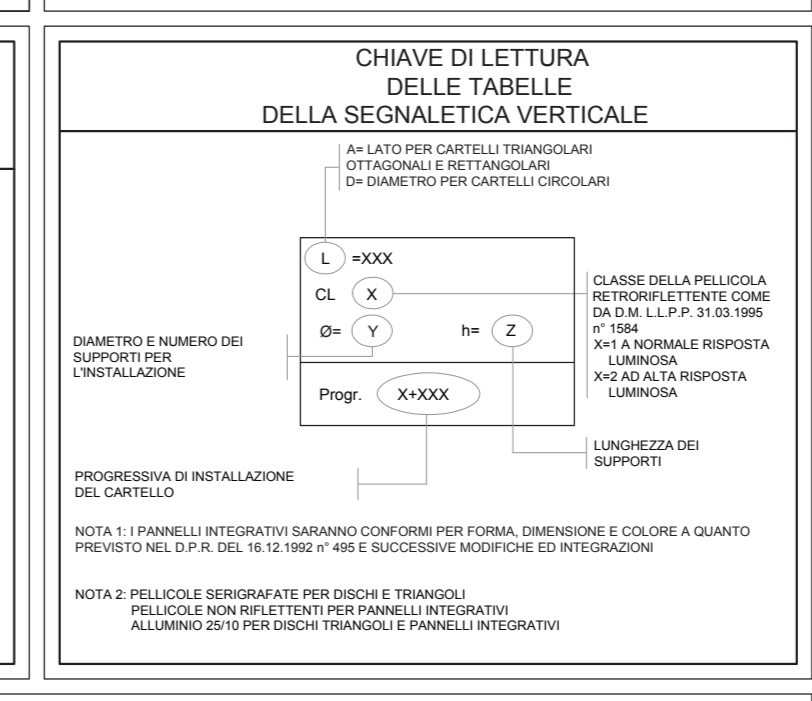 CHIAVE DI LETTURA
DELLE TABELLE
DELLA SEGNALETICA VERTICALE
A= LATO PER CARTELLI TRIANGOLARI
OTTAGONALI E RETTANGOLARI
D= DIAMETRO PER CARTELLI CIRCOLARI
L =XXX
CL X
Ø= Y h= Z
Progr. X+XXX
CLASSE DELLA PELLICOLA
RETRORIFLETTENTE COME
DA D.M. L.L.P.P. 31.03.1995
n° 1584
X=1 A NORMALE RISPOSTA
LUMINOSA
X=2 AD ALTA RISPOSTA
LUMINOSA
DIAMETRO E NUMERO DEI
SUPPORTI PER
L'INSTALLAZIONE
LUNGHEZZA DEI
SUPPORTI
PROGRESSIVA DI INSTALLAZIONE
DEL CARTELLO
NOTA 1: I PANNELLI INTEGRATIVI SARANNO CONFORMI PER FORMA, DIMENSIONE E COLORE A QUANTO
PREVISTO NEL D.P.R. DEL 16.12.1992 n° 495 E SUCCESSIVE MODIFICHE ED INTEGRAZIONI
NOTA 2: PELLICOLE SERIGRAFATE PER DISCHI E TRIANGOLI
PELLICOLE NON RIFLETTENTI PER PANNELLI INTEGRATIVI
ALLUMINIO 25/10 PER DISCHI TRIANGOLI E PANNELLI INTEGRATIVI